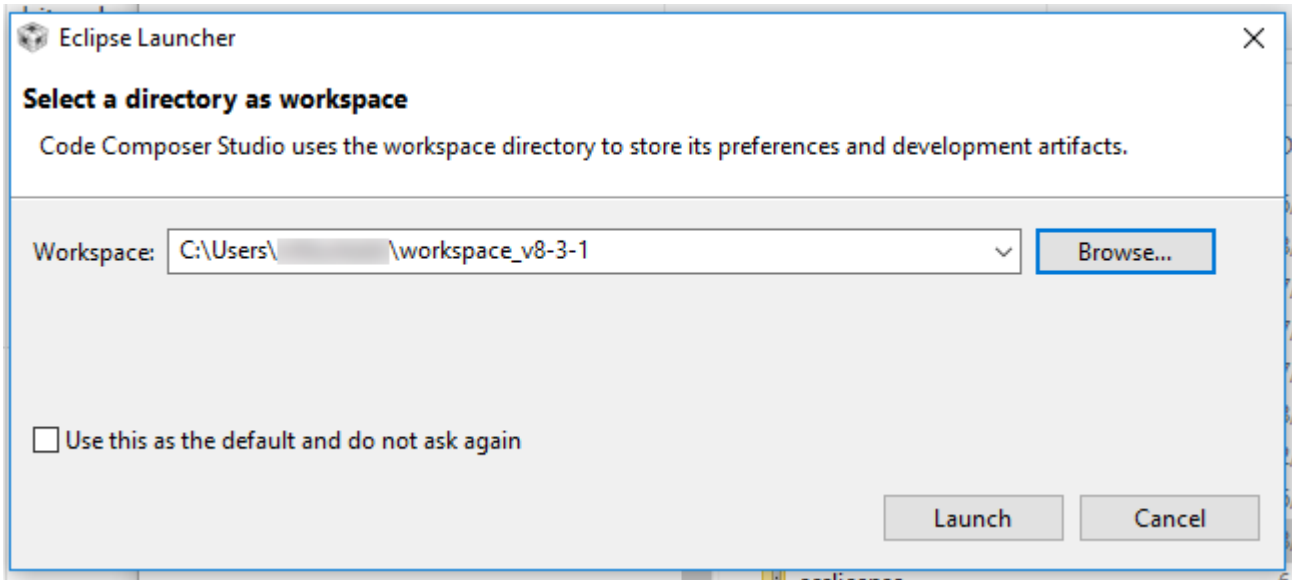 Eclipse Launcher
Select a directory as workspace
Code Composer Studio uses the workspace directory to store its preferences and development artifacts.
Workspace: C:\Users\ \workspace_v8-3-1 Browse...
Use this as the default and do not ask again
Launch Cancel